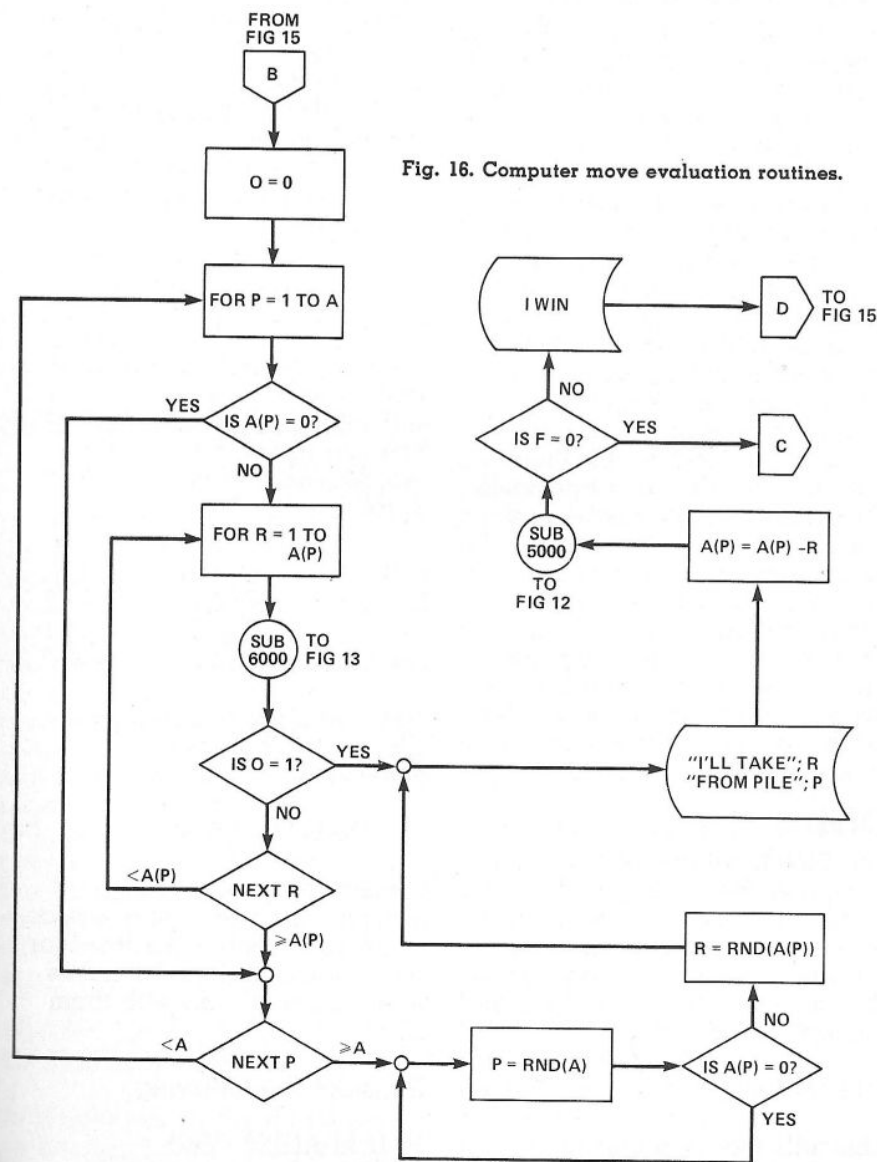 FROM
FIG 15
B
O = 0
Fig. 16. Computer move evaluation routines.
FOR P = 1 TO A
I WIN
D
TO
FIG 15
YES
IS A(P) = 0?
NO
NO
IS F = 0?
YES
C
FOR R = 1 TO
A(P)
SUB
5000
TO
FIG 12
A(P) = A(P) –R
SUB
6000
TO
FIG 13
IS O = 1?
YES
NO
"I'LL TAKE"; R
"FROM PILE"; P
<A(P)
NEXT R
≥A(P)
R = RND(A(P))
NO
<A
NEXT P
≥A
P = RND(A)
IS A(P) = 0?
YES